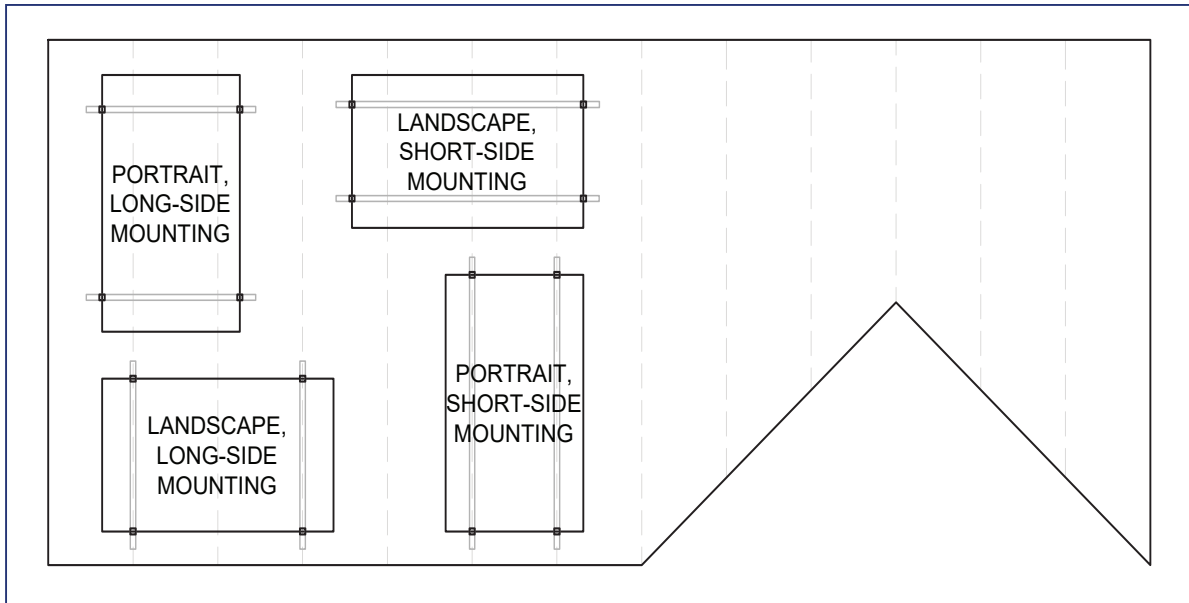 PORTRAIT,
LONG-SIDE
MOUNTING
LANDSCAPE,
SHORT-SIDE
MOUNTING
LANDSCAPE,
LONG-SIDE
MOUNTING
PORTRAIT,
SHORT-SIDE
MOUNTING